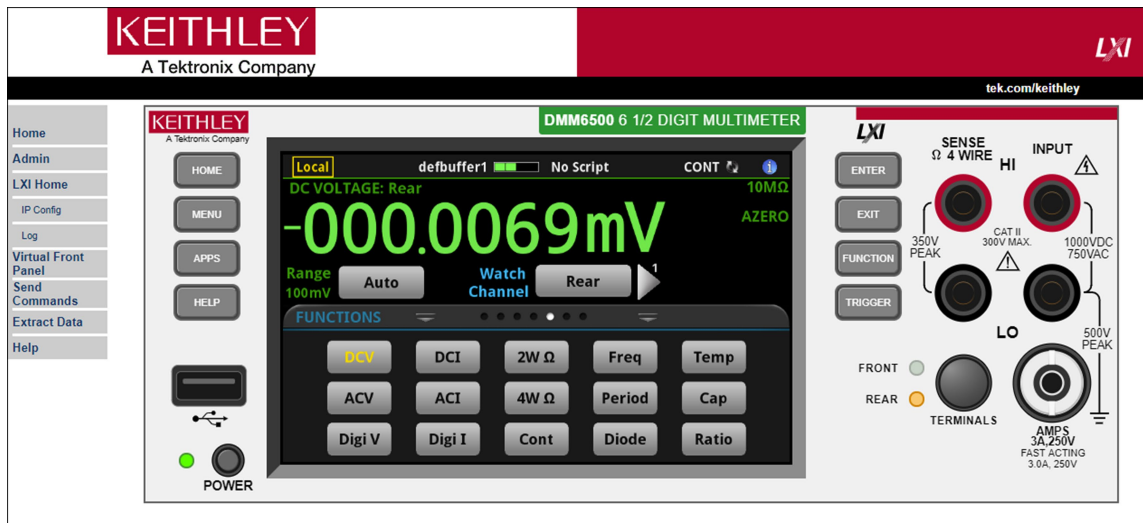 KEITHLEY
A Tektronix Company
LXI
tek.com/keithley
Home
Admin
LXI Home
IP Config
Log
Virtual Front
Panel
Send
Commands
Extract Data
Help
KEITHLEY
A Tektronix Company
DMM6500 6 1/2 DIGIT MULTIMETER
LXI
HOME
MENU
APPS
HELP
POWER
Local defbuffer1 No Script CONT
DC VOLTAGE: Rear 10MΩ
-000.0069mV
AZERO
Range
100mV
Auto
Watch
Channel
Rear
1
FUNCTIONS
DCV DCI 2W Ω Freq Temp
ACV ACI 4W Ω Period Cap
Digi V Digi I Cont Diode Ratio
ENTER
EXIT
FUNCTION
TRIGGER
FRONT
REAR
TERMINALS
SENSE
Ω 4 WIRE
HI
INPUT
350V
PEAK
CAT II
300V MAX.
1000VDC
750VAC
LO
500V
PEAK
AMPS
3A,250V
FAST ACTING
3.0A, 250V